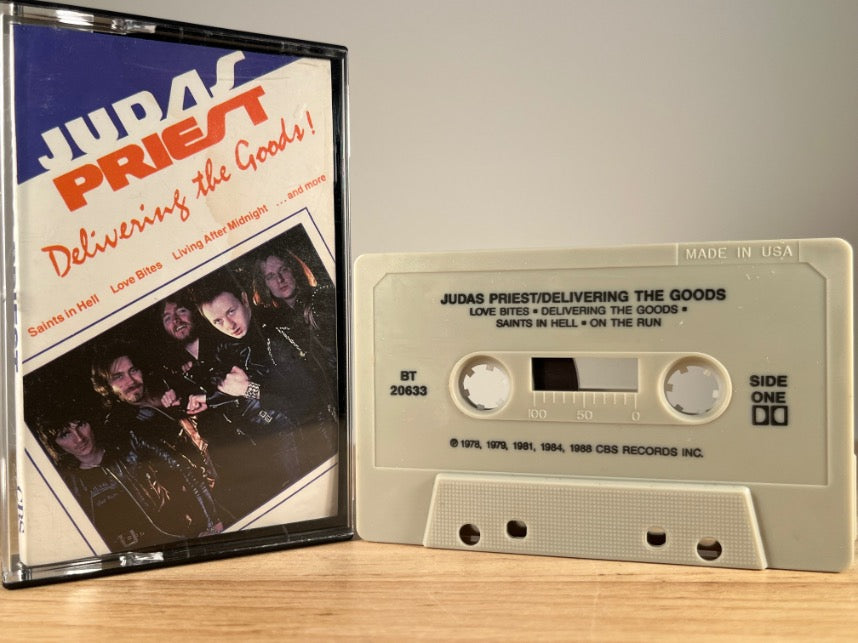 JUDAS
PRIEST
Delivering the Goods!
Saints in Hell Love Bites Living After Midnight ...and more
CBS
MADE IN USA
JUDAS PRIEST/DELIVERING THE GOODS
LOVE BITES ▪ DELIVERING THE GOODS ▪
SAINTS IN HELL ▪ ON THE RUN
BT
20633
SIDE
ONE
100 50 0
℗ 1978, 1979, 1981, 1984, 1988 CBS RECORDS INC.